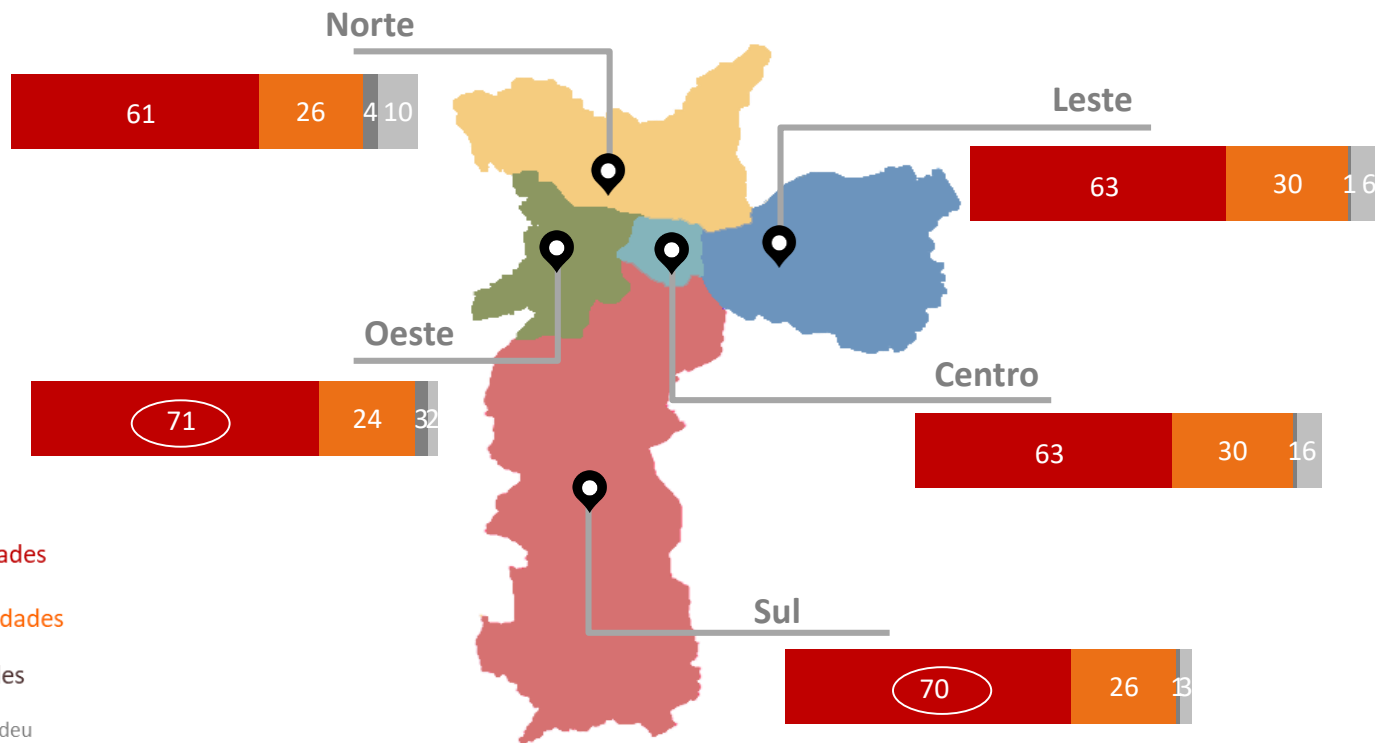 Norte
61 26 4 10
Leste
63 30 1 6
Oeste
71 24 3 2
Centro
63 30 1 6
ades
dades
Sul
es
70 26 1 3
deu